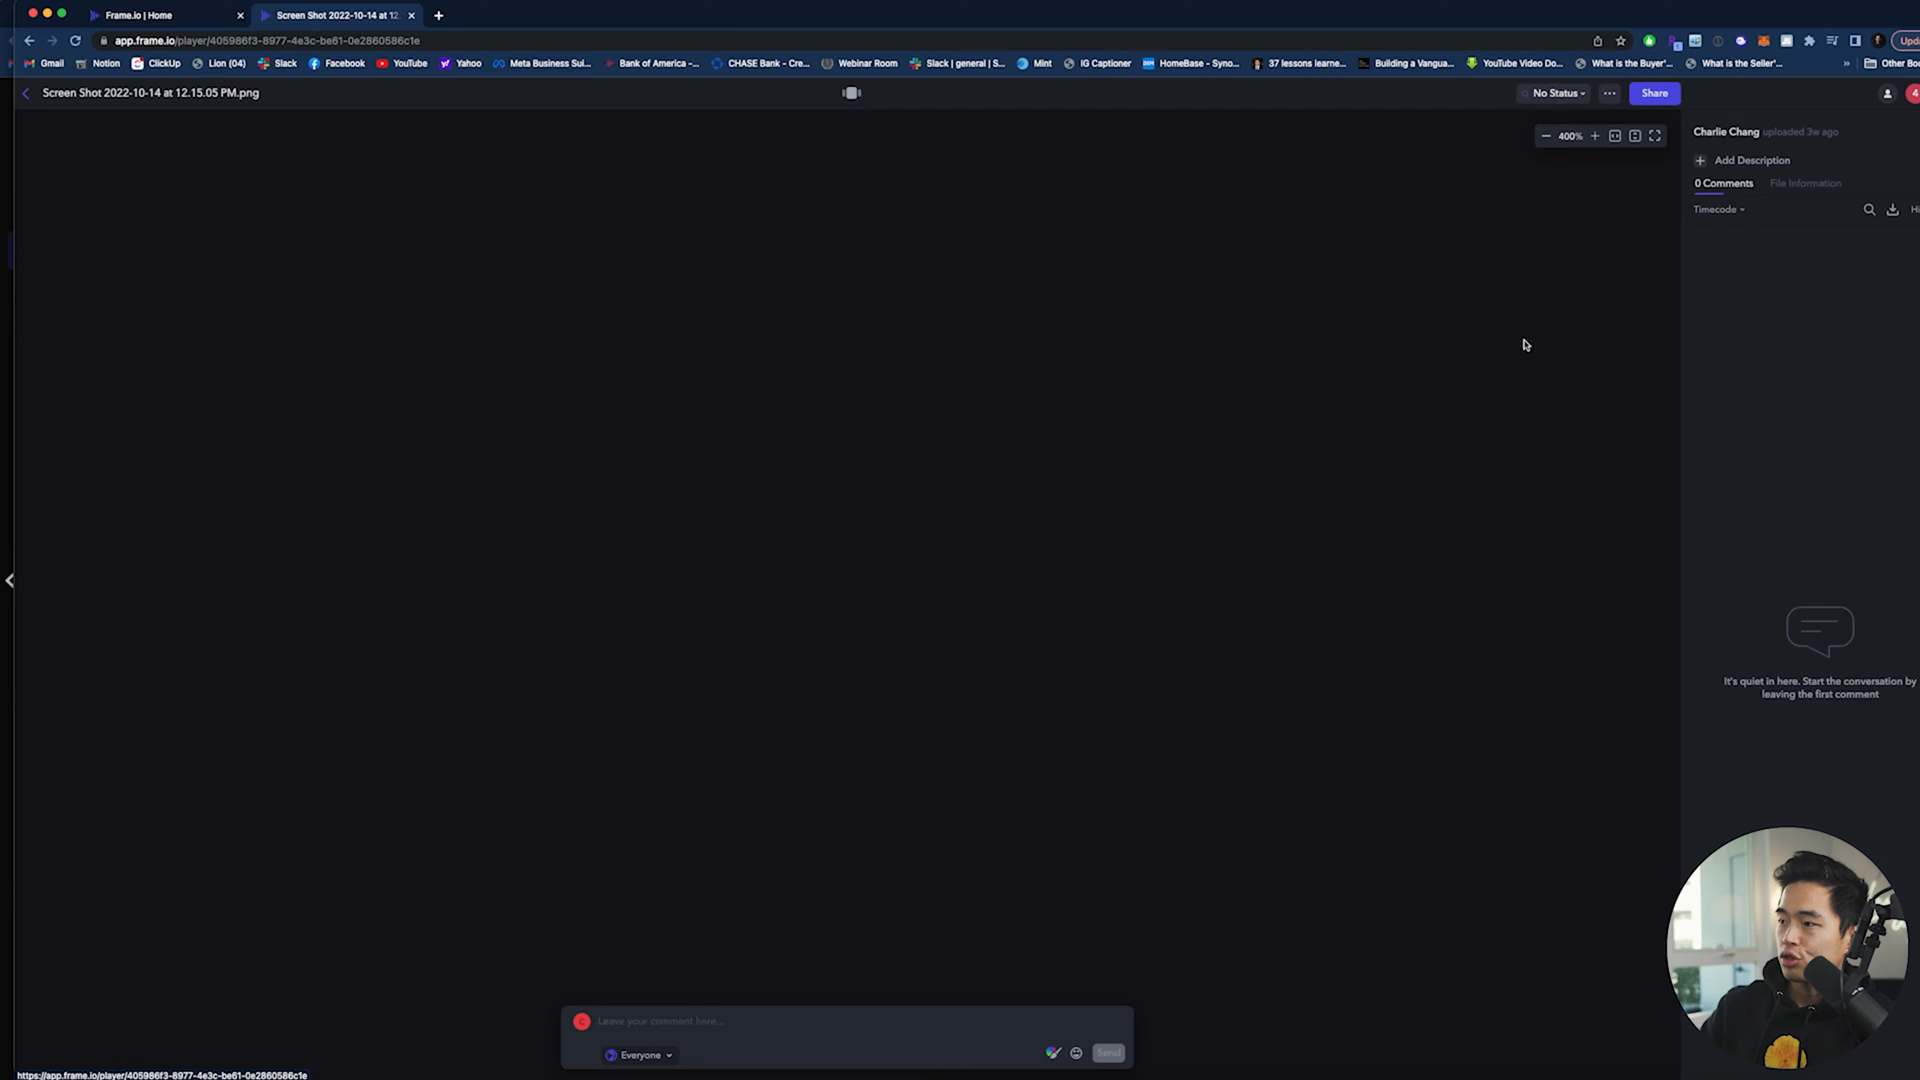 Frame.io | Home
Screen Shot 2022-10-14 at 12.
app.frame.io/player/405986f3-8977-4e3c-be61-0e2860586c1e
Upda
Gmail
Notion
ClickUp
Lion (04)
Slack
Facebook
YouTube
Yahoo
Meta Business Sui...
Bank of America -...
CHASE Bank - Cre...
Webinar Room
Slack | general | S...
Mint
IG Captioner
HomeBase - Syno...
37 lessons learne...
Building a Vangua...
YouTube Video Do...
What is the Buyer'...
What is the Seller'...
»
Other Boo
Screen Shot 2022-10-14 at 12.15.05 PM.png
No Status
Share
4
400%
Charlie Chang uploaded 3w ago
Add Description
0 Comments
File Information
Timecode
Hi
It's quiet in here. Start the conversation by
leaving the first comment
C
Leave your comment here...
Everyone
Send
https://app.frame.io/player/405986f3-8977-4e3c-be61-0e2860586c1e